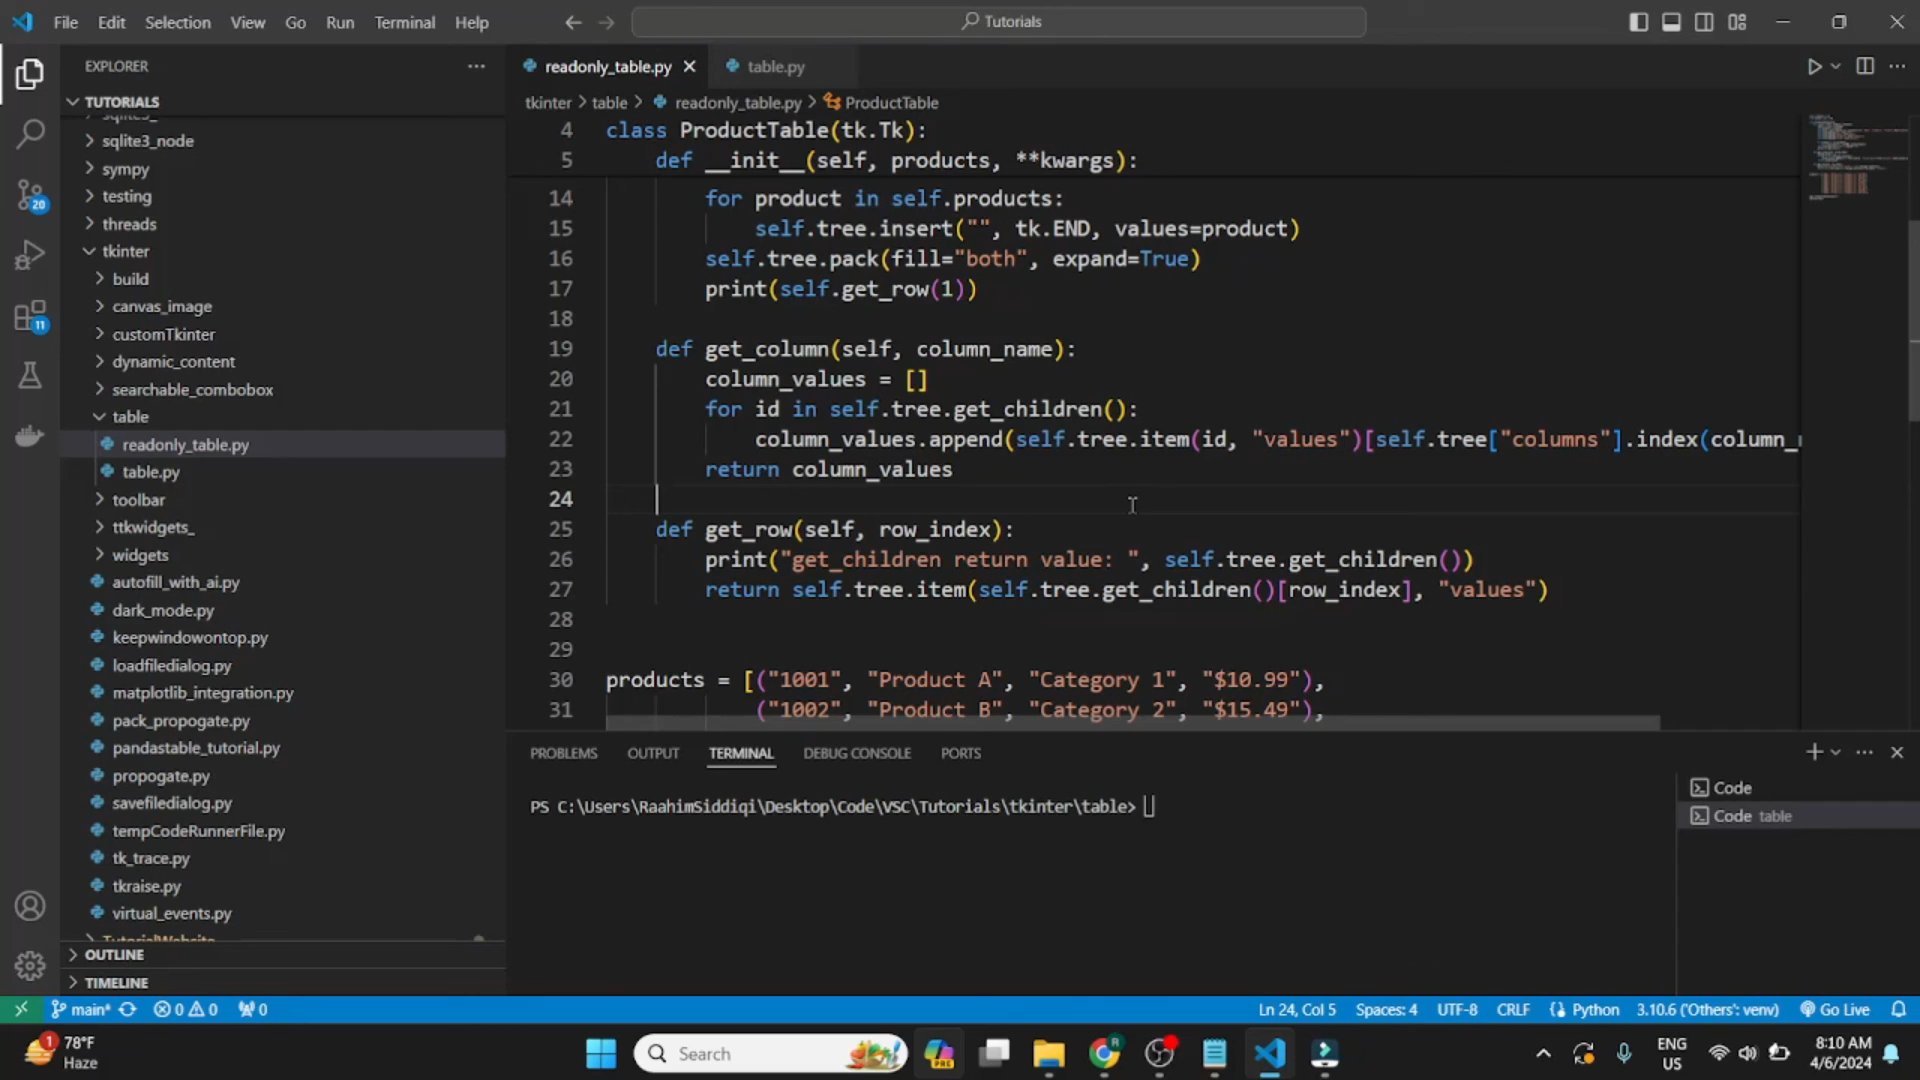 File Edit Selection View Go Run Terminal Help
Tutorials
EXPLORER
TUTORIALS
sqlite3_node
sympy
testing
threads
tkinter
build
canvas_image
customTkinter
dynamic_content
searchable_combobox
table
readonly_table.py
table.py
toolbar
ttkwidgets_
widgets
autofill_with_ai.py
dark_mode.py
keepwindowontop.py
loadfiledialog.py
matplotlib_integration.py
pack_propogate.py
pandastable_tutorial.py
propogate.py
savefiledialog.py
tempCodeRunnerFile.py
tk_trace.py
tkraise.py
virtual_events.py
OUTLINE
TIMELINE
20
11
readonly_table.py table.py
tkinter > table > readonly_table.py > ProductTable
4 class ProductTable(tk.Tk):
5 def __init__(self, products, **kwargs):
14 for product in self.products:
15 self.tree.insert("", tk.END, values=product)
16 self.tree.pack(fill="both", expand=True)
17 print(self.get_row(1))
18
19 def get_column(self, column_name):
20 column_values = []
21 for id in self.tree.get_children():
22 column_values.append(self.tree.item(id, "values")[self.tree["columns"].index(column_
23 return column_values
24
25 def get_row(self, row_index):
26 print("get_children return value: ", self.tree.get_children())
27 return self.tree.item(self.tree.get_children()[row_index], "values")
28
29
30 products = [("1001", "Product A", "Category 1", "$10.99"),
31 ("1002", "Product B", "Category 2", "$15.49"),
PROBLEMS OUTPUT TERMINAL DEBUG CONSOLE PORTS
PS C:\Users\RaahimSiddiqi\Desktop\Code\VSC\Tutorials\tkinter\table>
Code
Code table
main* 0 0 0
Ln 24, Col 5 Spaces: 4 UTF-8 CRLF Python 3.10.6 ('Others': venv) Go Live
1
78°F
Haze
Search
PRE
R
ENG
US
8:10 AM
4/6/2024